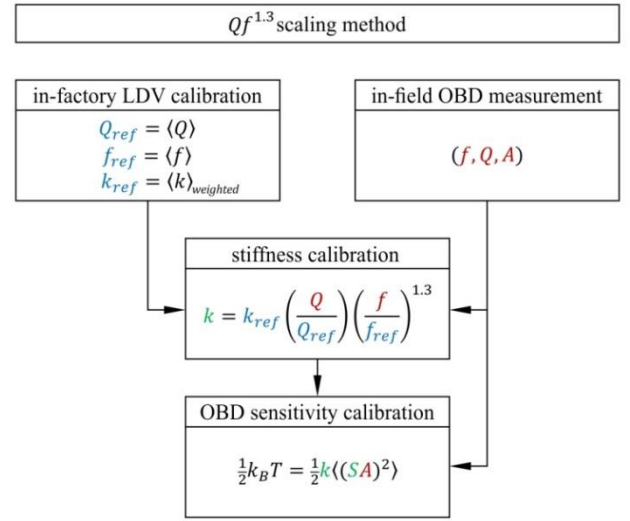 Qf^1.3 scaling method
in-factory LDV calibration
Q_ref = ⟨Q⟩
f_ref = ⟨f⟩
k_ref = ⟨k⟩_weighted
in-field OBD measurement
(f, Q, A)
stiffness calibration
k = k_ref (Q/Q_ref) (f/f_ref)^1.3
OBD sensitivity calibration
½k_BT = ½k⟨(SA)²⟩